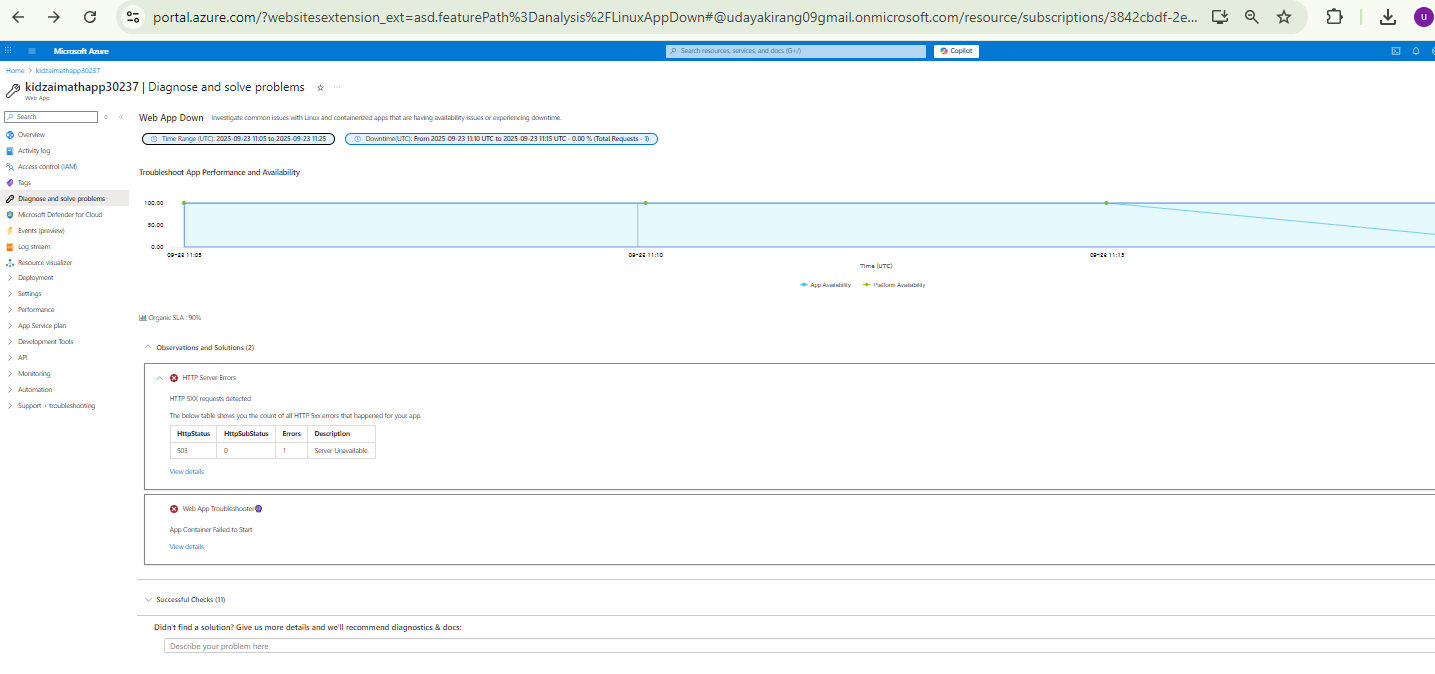 portal.azure.com/?websitesextension_ext=asd.featurePath%3Danalysis%2FLinuxAppDown#@udayakirang09gmail.onmicrosoft.com/resource/subscriptions/3842cbdf-2e...
u
Microsoft Azure
Search resources, services, and docs (G+/)
Copilot
Home > kidzaimathapp30237
kidzaimathapp30237 | Diagnose and solve problems
Web App
Search
Overview
Activity log
Access control (IAM)
Tags
Diagnose and solve problems
Microsoft Defender for Cloud
Events (preview)
Log stream
Resource visualizer
Deployment
Settings
Performance
App Service plan
Development Tools
API
Monitoring
Automation
Support + troubleshooting
Web App Down - Investigate common issues with Linux and containerized apps that are having availability issues or experiencing downtime.
Time Range (UTC): 2025-09-23 11:05 to 2025-09-23 11:25
Downtime(UTC): From 2025-09-23 11:10 UTC to 2025-09-23 11:15 UTC - 0.00 % (Total Requests - 1)
Troubleshoot App Performance and Availability
100.00
50.00
0.00
09-23 11:05 09-23 11:10 09-23 11:15
Time (UTC)
App Availability Platform Availability
Organic SLA : 90%
Observations and Solutions (2)
HTTP Server Errors
HTTP 5XX requests detected
The below table shows you the count of all HTTP 5xx errors that happened for your app.
HttpStatus HttpSubStatus Errors Description
503 0 1 Server Unavailable.
View details
Web App Troubleshooter
App Container Failed to Start
View details
Successful Checks (11)
Didn't find a solution? Give us more details and we'll recommend diagnostics & docs:
Describe your problem here